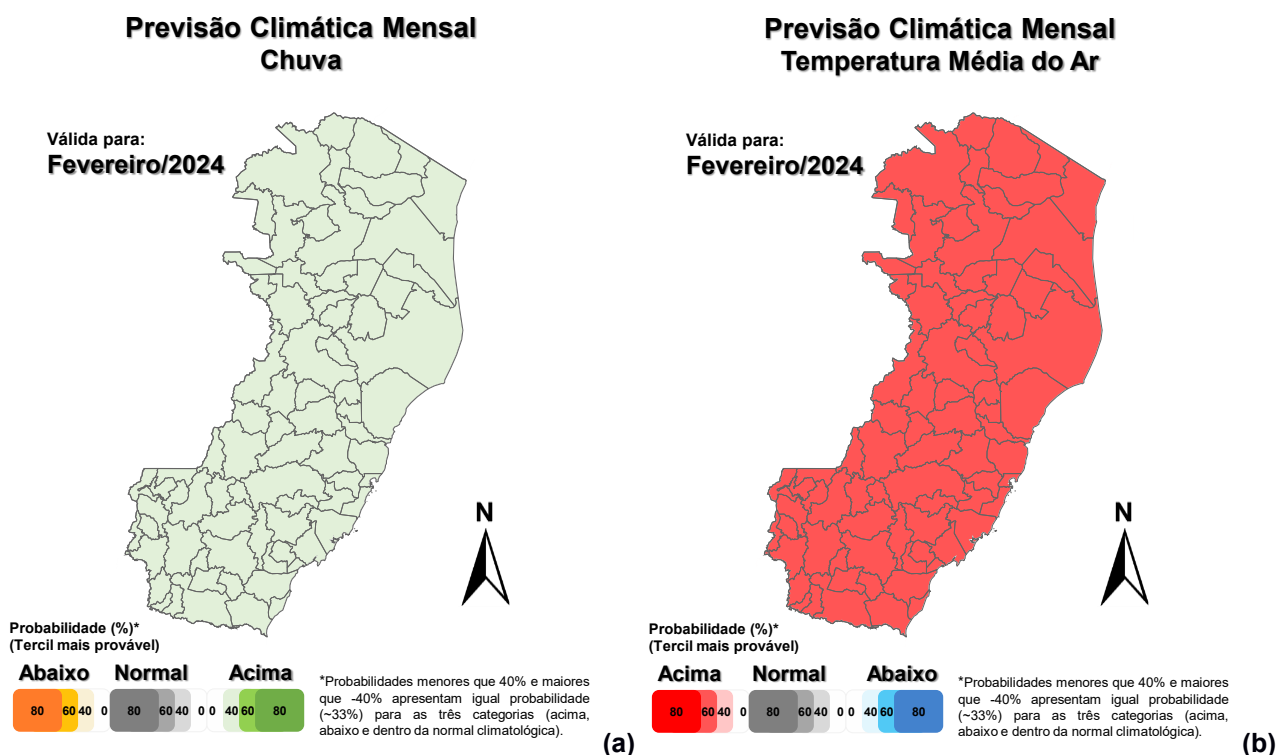 Previsão Climática Mensal
Chuva
Válida para:
Fevereiro/2024
N
Probabilidade (%)*
(Tercil mais provável)
Abaixo Normal Acima
80 60 40 0 80 60 40 0 0 40 60 80
*Probabilidades menores que 40% e maiores
que -40% apresentam igual probabilidade
(~33%) para as três categorias (acima,
abaixo e dentro da normal climatológica).
(a)
Previsão Climática Mensal
Temperatura Média do Ar
Válida para:
Fevereiro/2024
N
Probabilidade (%)*
(Tercil mais provável)
Acima Normal Abaixo
80 60 40 0 80 60 40 0 0 40 60 80
*Probabilidades menores que 40% e maiores
que -40% apresentam igual probabilidade
(~33%) para as três categorias (acima,
abaixo e dentro da normal climatológica).
(b)